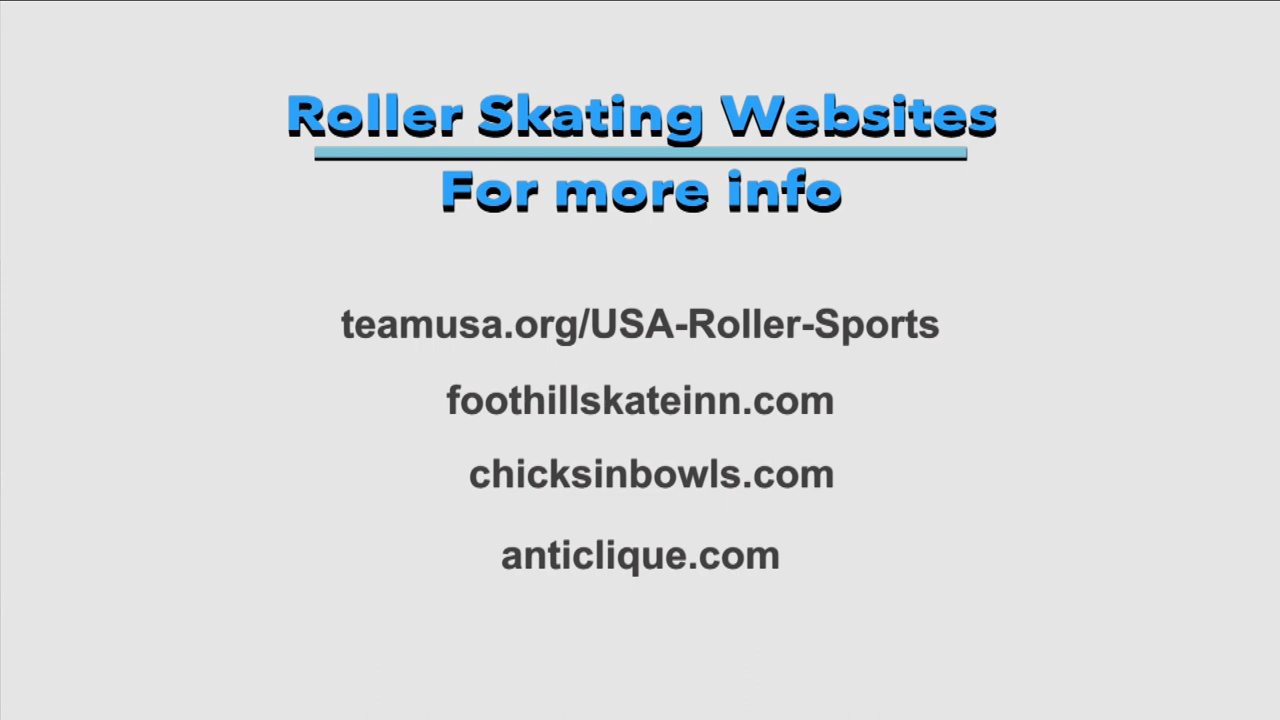 Roller Skating Websites
For more info
teamusa.org/USA-Roller-Sports
foothillskateinn.com
chicksinbowls.com
anticlique.com